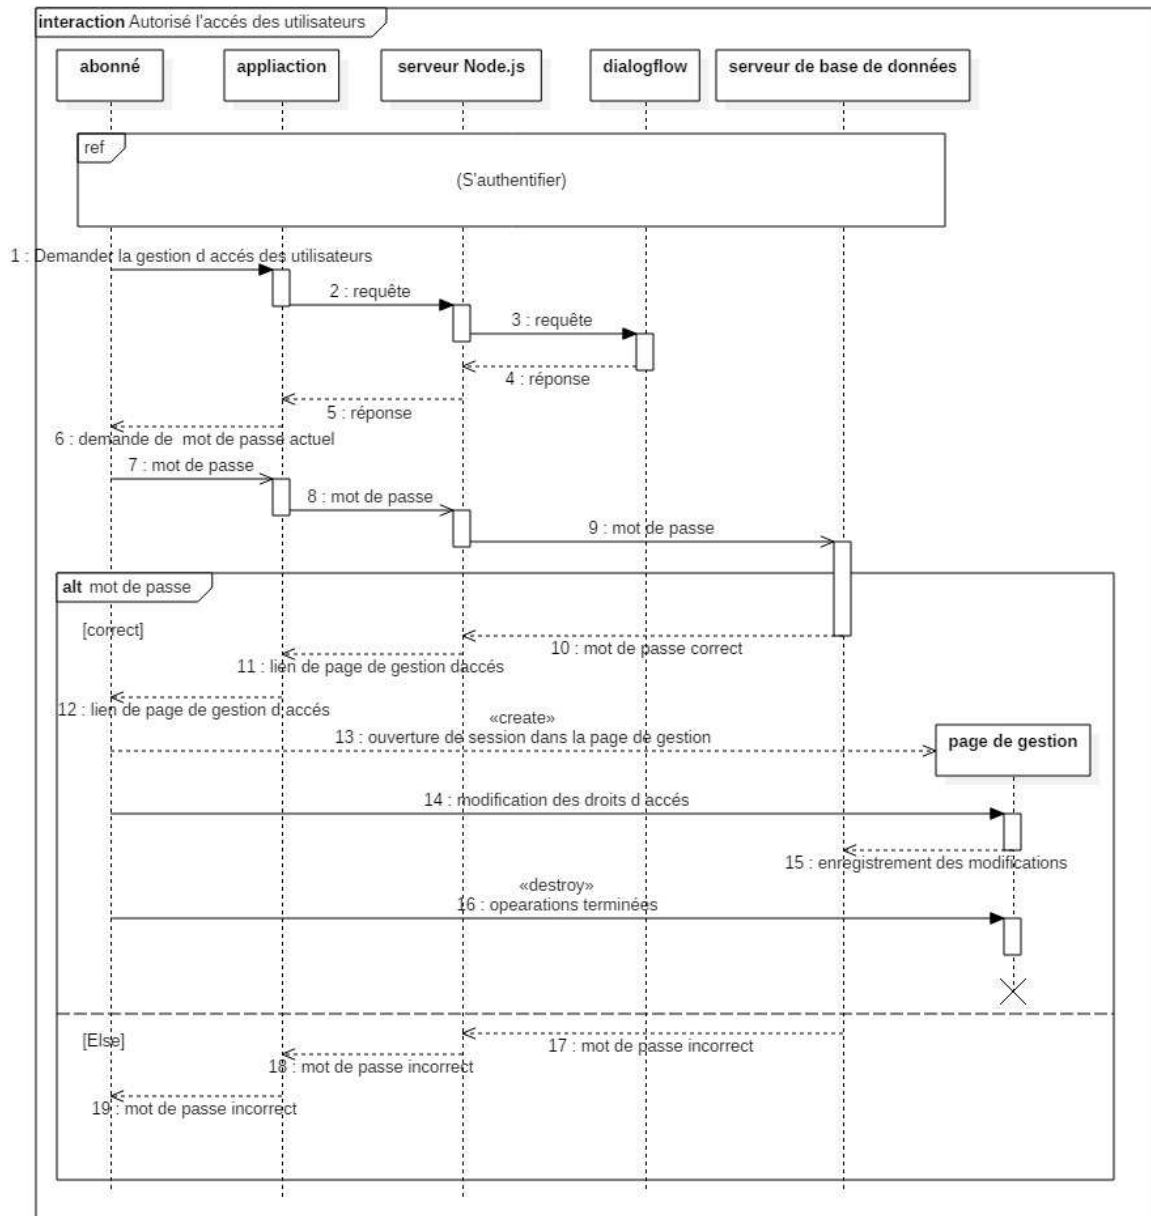 interaction Autorisé l'accés des utilisateurs
abonné
appliaction
serveur Node.js
dialogflow
serveur de base de données
ref
(S'authentifier)
1 : Demander la gestion d accés des utilisateurs
2 : requête
3 : requête
4 : réponse
5 : réponse
6 : demande de mot de passe actuel
7 : mot de passe
8 : mot de passe
9 : mot de passe
alt mot de passe
[correct]
10 : mot de passe correct
11 : lien de page de gestion daccés
12 : lien de page de gestion d accés
«create»
13 : ouverture de session dans la page de gestion
page de gestion
14 : modification des droits d accés
15 : enregistrement des modifications
«destroy»
16 : opearations terminées
[Else]
17 : mot de passe incorrect
18 : mot de passe incorrect
19 : mot de passe incorrect